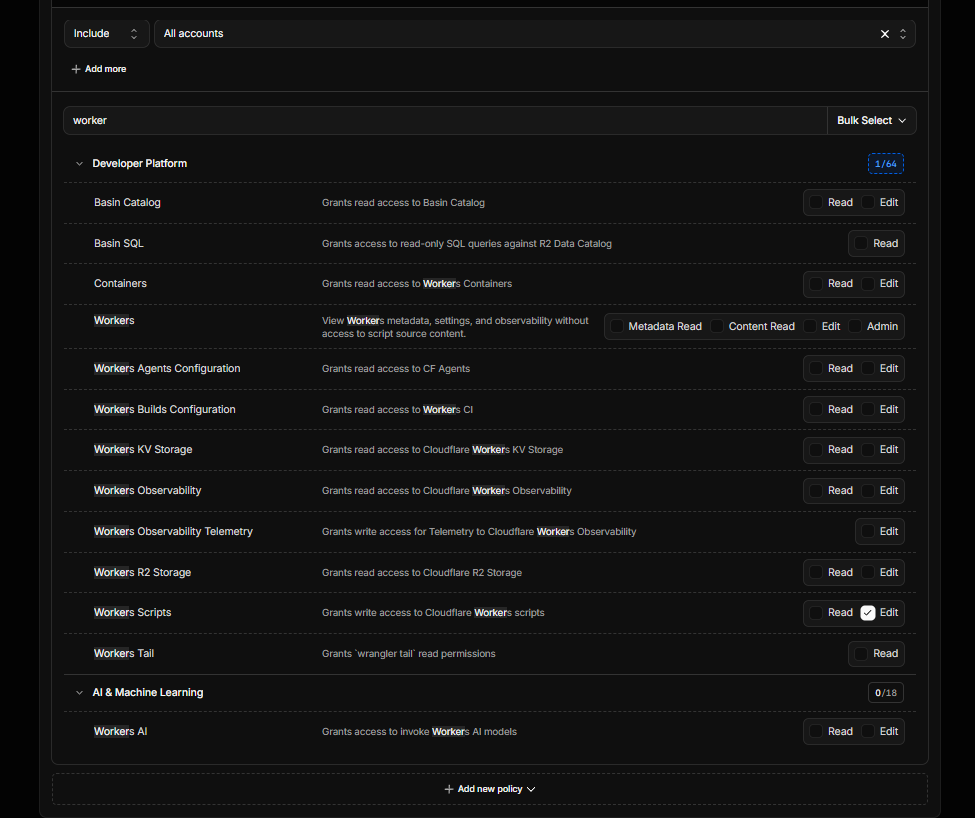 Include All accounts
Add more
worker Bulk Select
Developer Platform 1/64
Basin Catalog Grants read access to Basin Catalog Read Edit
Basin SQL Grants access to read-only SQL queries against R2 Data Catalog Read
Containers Grants read access to Workers Containers Read Edit
Workers View Workers metadata, settings, and observability without access to script source content. Metadata Read Content Read Edit Admin
Workers Agents Configuration Grants read access to CF Agents Read Edit
Workers Builds Configuration Grants read access to Workers CI Read Edit
Workers KV Storage Grants read access to Cloudflare Workers KV Storage Read Edit
Workers Observability Grants read access to Cloudflare Workers Observability Read Edit
Workers Observability Telemetry Grants write access for Telemetry to Cloudflare Workers Observability Edit
Workers R2 Storage Grants read access to Cloudflare R2 Storage Read Edit
Workers Scripts Grants write access to Cloudflare Workers scripts Read Edit
Workers Tail Grants `wrangler tail` read permissions Read
AI & Machine Learning 0/18
Workers AI Grants access to invoke Workers AI models Read Edit
Add new policy